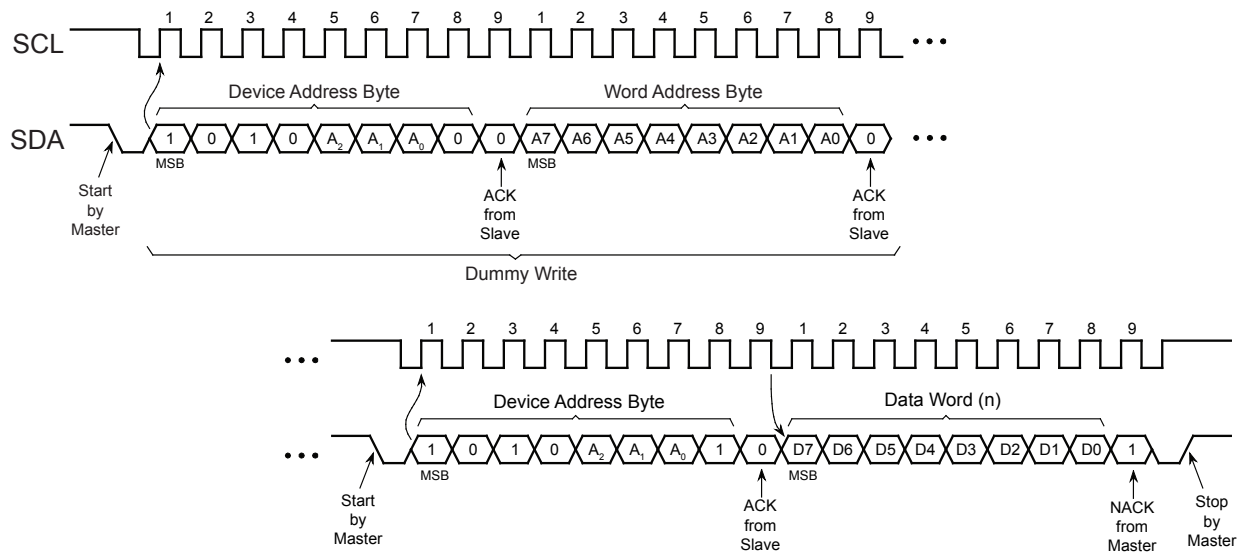 1 2 3 4 5 6 7 8 9 1 2 3 4 5 6 7 8 9
SCL
Device Address Byte Word Address Byte
SDA 1 0 1 0 A2 A1 A0 0 0 A7 A6 A5 A4 A3 A2 A1 A0 0
MSB MSB
Start by Master
ACK from Slave
ACK from Slave
Dummy Write
1 2 3 4 5 6 7 8 9 1 2 3 4 5 6 7 8 9
Device Address Byte Data Word (n)
1 0 1 0 A2 A1 A0 1 0 D7 D6 D5 D4 D3 D2 D1 D0 1
MSB MSB
Start by Master
ACK from Slave
NACK from Master
Stop by Master